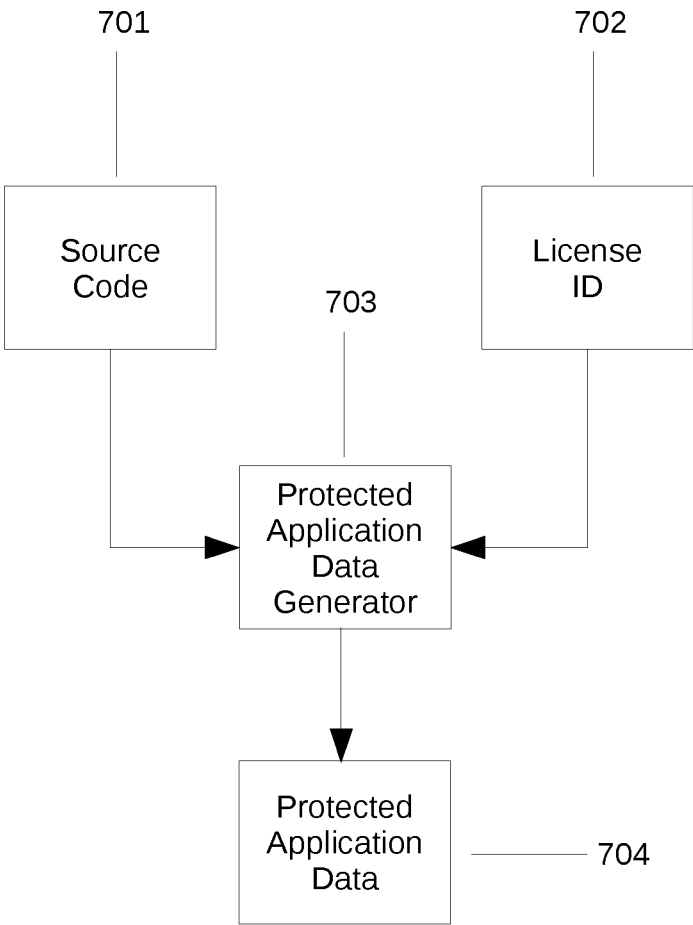 701
702
Source
Code
License
ID
703
Protected
Application
Data
Generator
Protected
Application
Data
704